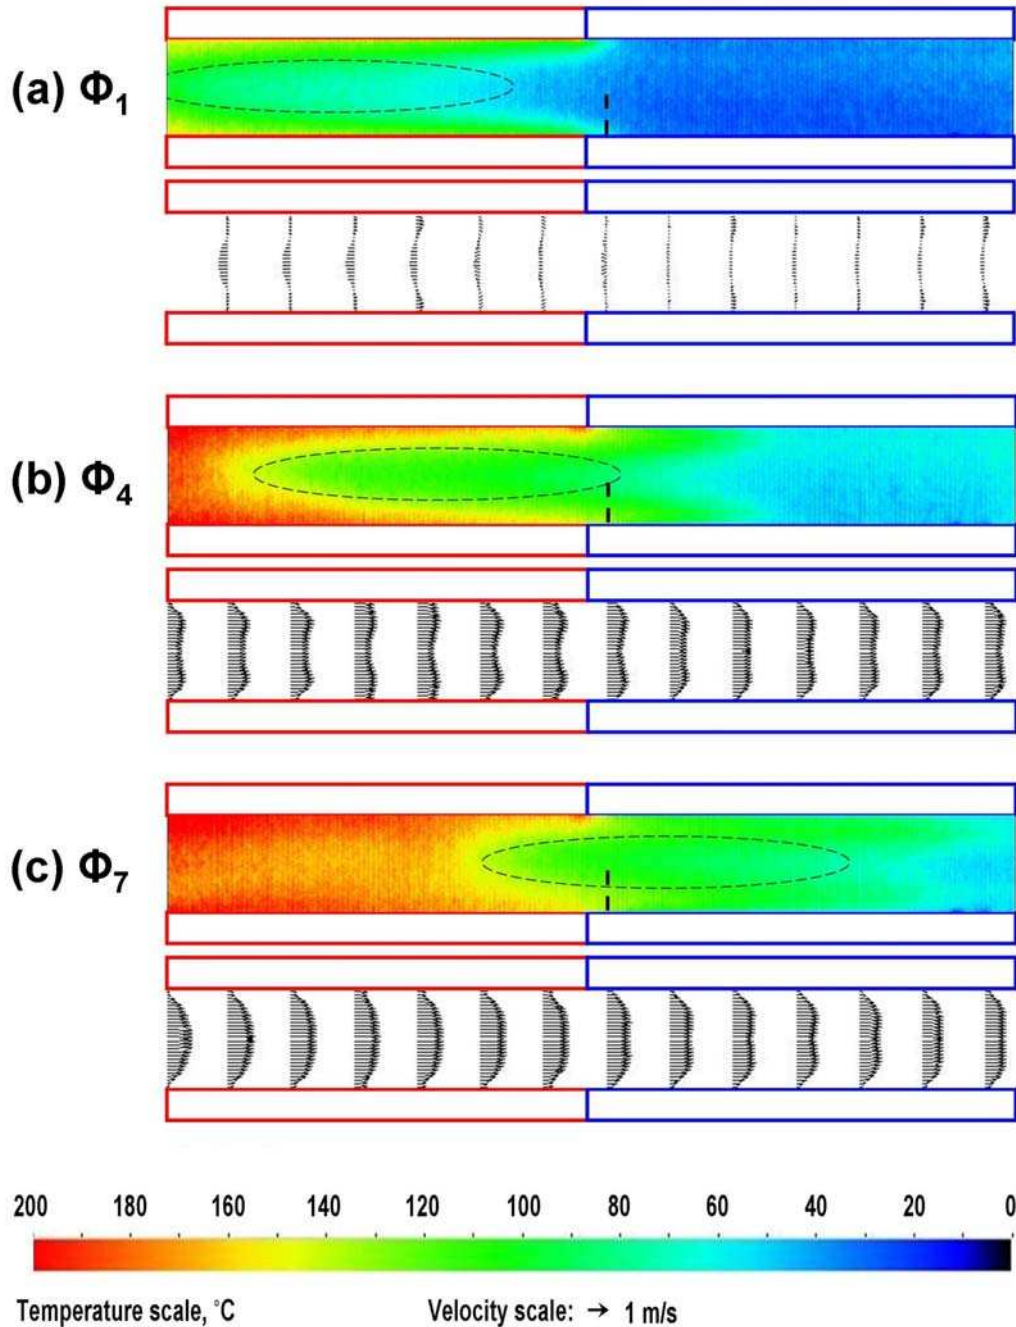 (a) Φ1
(b) Φ4
(c) Φ7
200 180 160 140 120 100 80 60 40 20 0
Temperature scale, °C Velocity scale: → 1 m/s